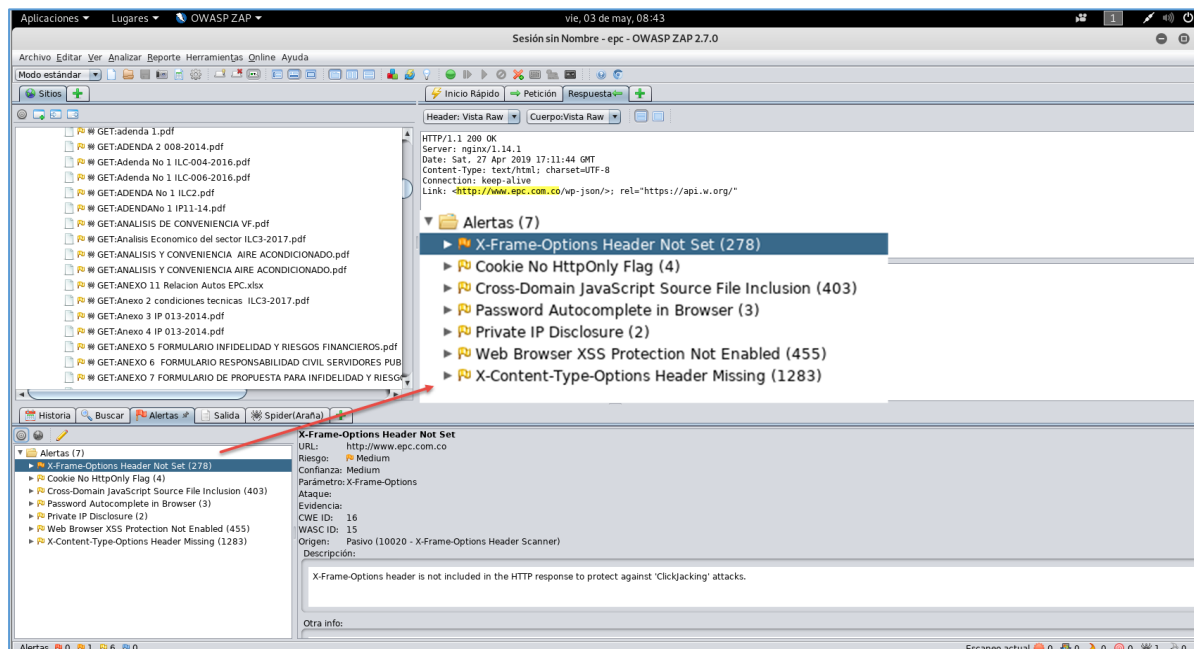 Aplicaciones Lugares OWASP ZAP vie, 03 de may, 08:43 1
Sesión sin Nombre - epc - OWASP ZAP 2.7.0
Archivo Editar Ver Analizar Reporte Herramientas Online Ayuda
Modo estándar
Sitios
Inicio Rápido Petición Respuesta
Header: Vista Raw Cuerpo:Vista Raw
GET:adenda 1.pdf
GET:ADENDA 2 008-2014.pdf
GET:Adenda No 1 ILC-004-2016.pdf
GET:Adenda No 1 ILC-006-2016.pdf
GET:ADENDA No 1 ILC2.pdf
GET:ADENDANo 1 IP11-14.pdf
GET:ANALISIS DE CONVENIENCIA VF.pdf
GET:Analisis Economico del sector ILC3-2017.pdf
GET:ANALISIS Y CONVENIENCIA  AIRE ACONDICIONADO.pdf
GET:ANALISIS Y CONVENIENCIA AIRE ACONDICIONADO.pdf
GET:ANEXO 11 Relacion Autos EPC.xlsx
GET:Anexo 2 condiciones tecnicas  ILC3-2017.pdf
GET:Anexo 3 IP 013-2014.pdf
GET:Anexo 4 IP 013-2014.pdf
GET:ANEXO 5 FORMULARIO INFIDELIDAD Y RIESGOS FINANCIEROS.pdf
GET:ANEXO 6  FORMULARIO RESPONSABILIDAD CIVIL SERVIDORES PUB
GET:ANEXO 7 FORMULARIO DE PROPUESTA PARA INFIDELIDAD Y RIESG
HTTP/1.1 200 OK
Server: nginx/1.14.1
Date: Sat, 27 Apr 2019 17:11:44 GMT
Content-Type: text/html; charset=UTF-8
Connection: keep-alive
Link: <http://www.epc.com.co/wp-json/>; rel="https://api.w.org/"
Alertas (7)
X-Frame-Options Header Not Set (278)
Cookie No HttpOnly Flag (4)
Cross-Domain JavaScript Source File Inclusion (403)
Password Autocomplete in Browser (3)
Private IP Disclosure (2)
Web Browser XSS Protection Not Enabled (455)
X-Content-Type-Options Header Missing (1283)
Historia Buscar Alertas Salida Spider(Araña)
Alertas (7)
X-Frame-Options Header Not Set (278)
Cookie No HttpOnly Flag (4)
Cross-Domain JavaScript Source File Inclusion (403)
Password Autocomplete in Browser (3)
Private IP Disclosure (2)
Web Browser XSS Protection Not Enabled (455)
X-Content-Type-Options Header Missing (1283)
X-Frame-Options Header Not Set
URL: http://www.epc.com.co
Riesgo: Medium
Confianza: Medium
Parámetro: X-Frame-Options
Ataque:
Evidencia:
CWE ID: 16
WASC ID: 15
Origen: Pasivo (10020 - X-Frame-Options Header Scanner)
Descripción:
X-Frame-Options header is not included in the HTTP response to protect against 'ClickJacking' attacks.
Otra info:
Alertas 0 1 6 0 Escaneo actual 0 0 0 0 1 0